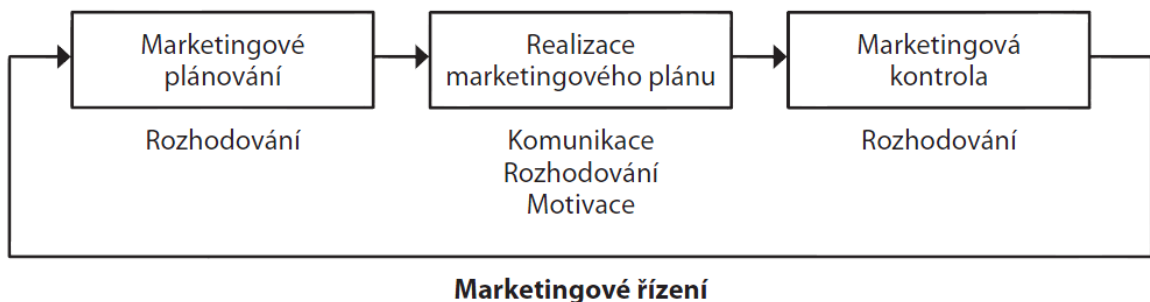 Marketingové
plánování
Realizace
marketingového plánu
Marketingová
kontrola
Rozhodování
Komunikace
Rozhodování
Motivace
Rozhodování
Marketingové řízení